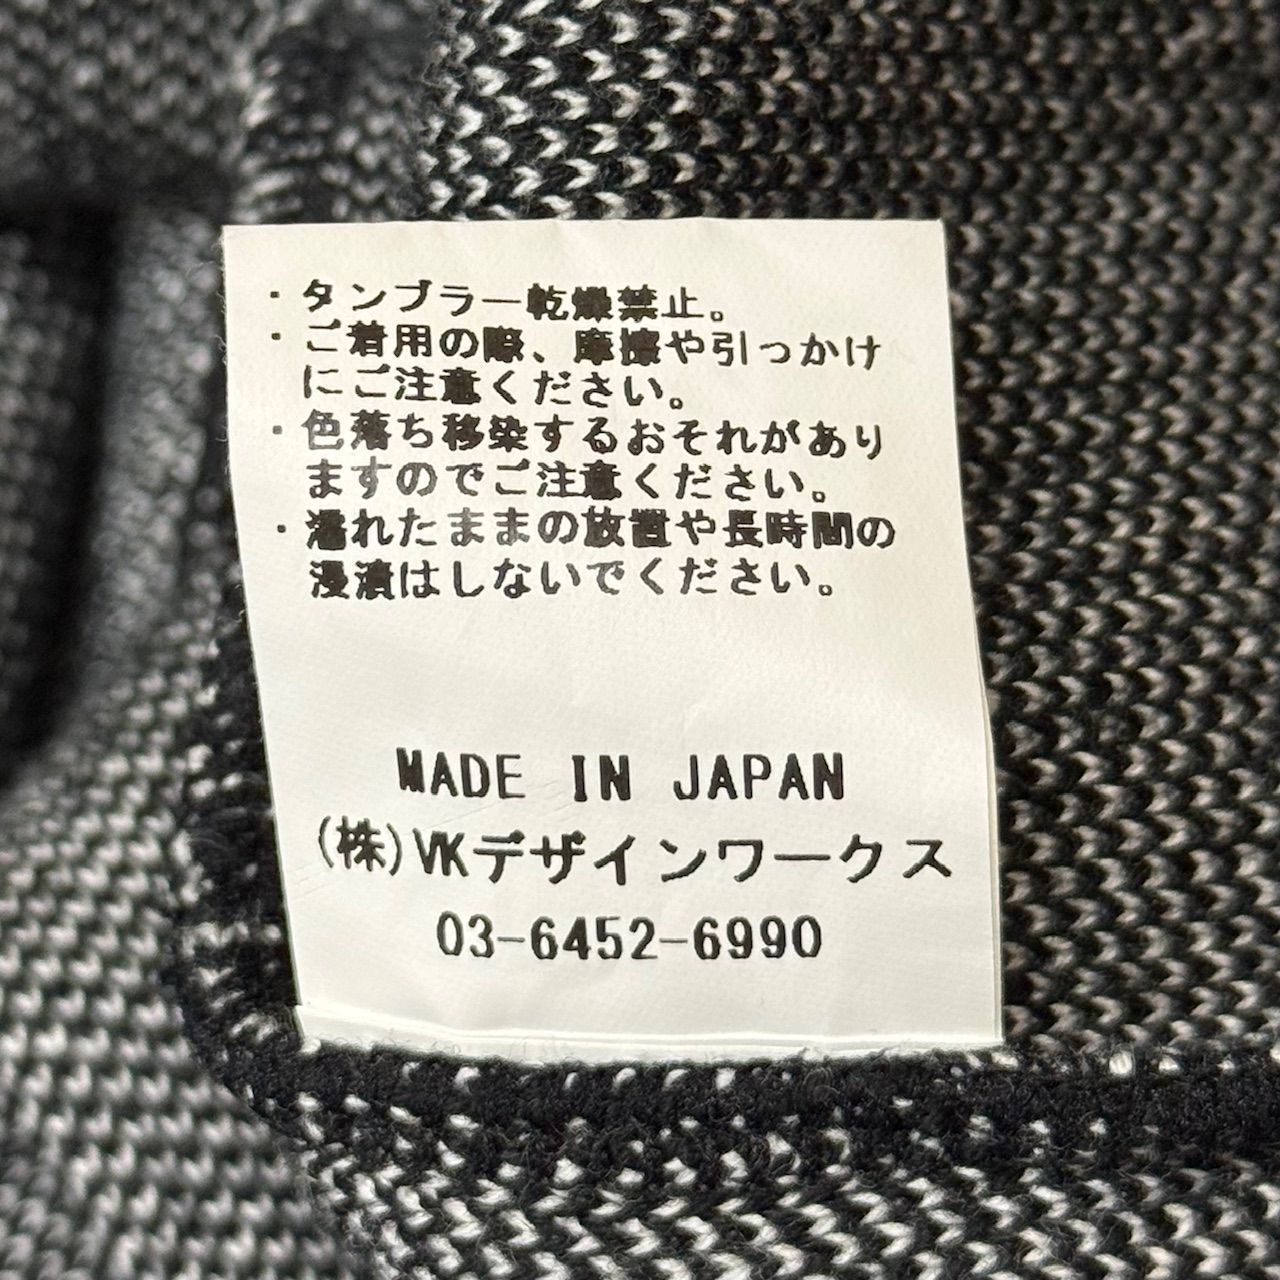 ・タンブラー乾燥禁止。
・ご着用の際、摩擦や引っかけ
にご注意ください。
・色落ち移染するおそれがあり
ますのでご注意ください。
・濡れたままの放置や長時間の
浸漬はしないでください。
MADE IN JAPAN
(株)VKデザインワークス
03-6452-6990